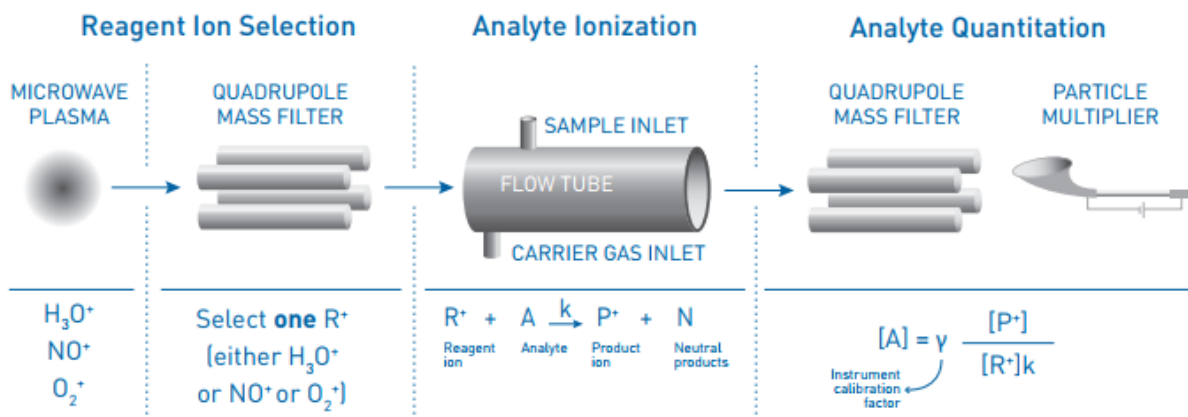 Reagent Ion Selection
Analyte Ionization
Analyte Quantitation
MICROWAVE
PLASMA
QUADRUPOLE
MASS FILTER
SAMPLE INLET
FLOW TUBE
CARRIER GAS INLET
QUADRUPOLE
MASS FILTER
PARTICLE
MULTIPLIER
H₃O⁺
NO⁺
O₂⁺
Select one R⁺
(either H₃O⁺
or NO⁺ or O₂⁺)
R⁺ + A k→ P⁺ + N
Reagent
ion
Analyte
Product
ion
Neutral
products
[A] = γ [P⁺]
[R⁺]k
Instrument
calibration
factor